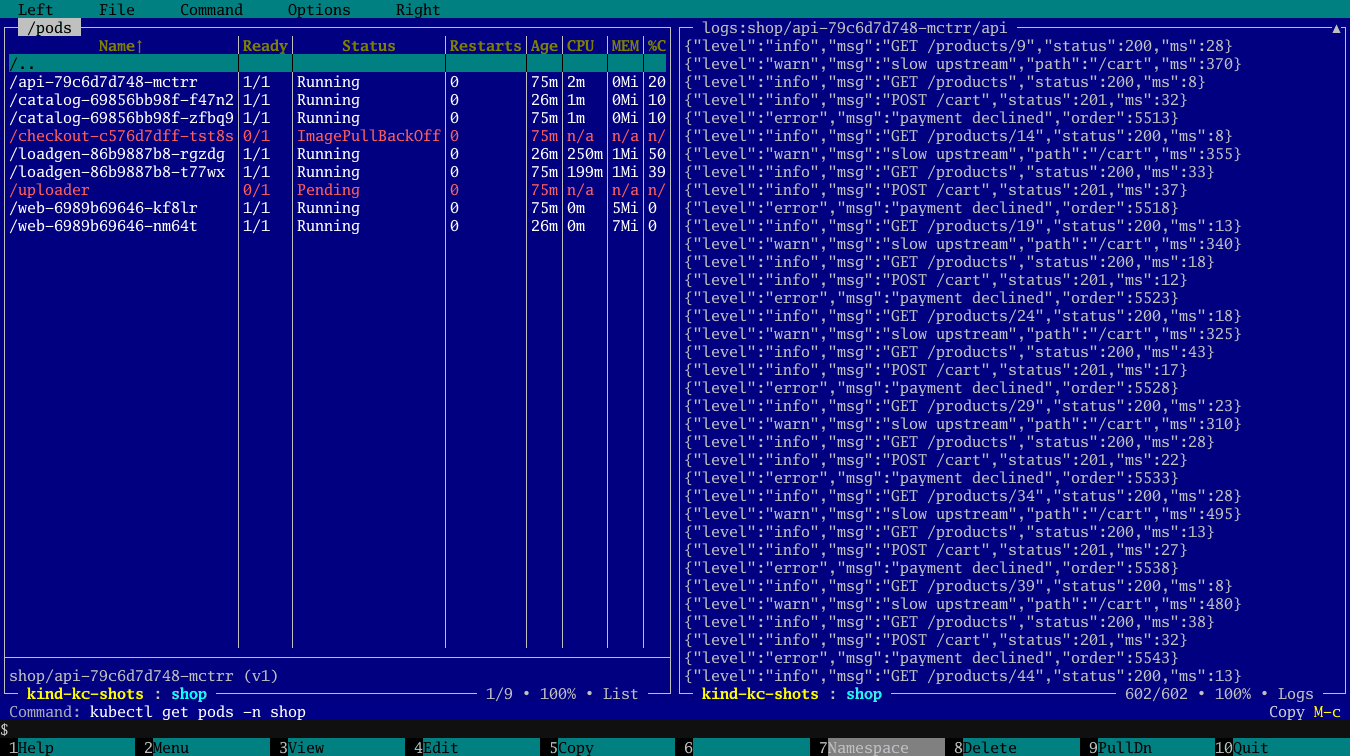 Left File Command Options Right
/pods
Name↑ Ready Status Restarts Age CPU MEM %C
/..
/api-79c6d7d748-mctrr 1/1 Running 0 75m 2m 0Mi 20
/catalog-69856bb98f-f47n2 1/1 Running 0 26m 1m 0Mi 10
/catalog-69856bb98f-zfbq9 1/1 Running 0 75m 1m 0Mi 10
/checkout-c576d7dff-tst8s 0/1 ImagePullBackOff 0 75m n/a n/a n/
/loadgen-86b9887b8-rgzdg 1/1 Running 0 26m 250m 1Mi 50
/loadgen-86b9887b8-t77wx 1/1 Running 0 75m 199m 1Mi 39
/uploader 0/1 Pending 0 75m n/a n/a n/
/web-6989b69646-kf8lr 1/1 Running 0 75m 0m 5Mi 0
/web-6989b69646-nm64t 1/1 Running 0 26m 0m 7Mi 0
shop/api-79c6d7d748-mctrr (v1)
kind-kc-shots : shop 1/9 • 100% • List
logs:shop/api-79c6d7d748-mctrr/api ▲
{"level":"info","msg":"GET /products/9","status":200,"ms":28}
{"level":"warn","msg":"slow upstream","path":"/cart","ms":370}
{"level":"info","msg":"GET /products","status":200,"ms":8}
{"level":"info","msg":"POST /cart","status":201,"ms":32}
{"level":"error","msg":"payment declined","order":5513}
{"level":"info","msg":"GET /products/14","status":200,"ms":8}
{"level":"warn","msg":"slow upstream","path":"/cart","ms":355}
{"level":"info","msg":"GET /products","status":200,"ms":33}
{"level":"info","msg":"POST /cart","status":201,"ms":37}
{"level":"error","msg":"payment declined","order":5518}
{"level":"info","msg":"GET /products/19","status":200,"ms":13}
{"level":"warn","msg":"slow upstream","path":"/cart","ms":340}
{"level":"info","msg":"GET /products","status":200,"ms":18}
{"level":"info","msg":"POST /cart","status":201,"ms":12}
{"level":"error","msg":"payment declined","order":5523}
{"level":"info","msg":"GET /products/24","status":200,"ms":18}
{"level":"warn","msg":"slow upstream","path":"/cart","ms":325}
{"level":"info","msg":"GET /products","status":200,"ms":43}
{"level":"info","msg":"POST /cart","status":201,"ms":17}
{"level":"error","msg":"payment declined","order":5528}
{"level":"info","msg":"GET /products/29","status":200,"ms":23}
{"level":"warn","msg":"slow upstream","path":"/cart","ms":310}
{"level":"info","msg":"GET /products","status":200,"ms":28}
{"level":"info","msg":"POST /cart","status":201,"ms":22}
{"level":"error","msg":"payment declined","order":5533}
{"level":"info","msg":"GET /products/34","status":200,"ms":28}
{"level":"warn","msg":"slow upstream","path":"/cart","ms":495}
{"level":"info","msg":"GET /products","status":200,"ms":13}
{"level":"info","msg":"POST /cart","status":201,"ms":27}
{"level":"error","msg":"payment declined","order":5538}
{"level":"info","msg":"GET /products/39","status":200,"ms":8}
{"level":"warn","msg":"slow upstream","path":"/cart","ms":480}
{"level":"info","msg":"GET /products","status":200,"ms":38}
{"level":"info","msg":"POST /cart","status":201,"ms":32}
{"level":"error","msg":"payment declined","order":5543}
{"level":"info","msg":"GET /products/44","status":200,"ms":13}
kind-kc-shots : shop 602/602 • 100% • Logs
Command: kubectl get pods -n shop Copy M-c
$
1Help 2Menu 3View 4Edit 5Copy 6 7Namespace 8Delete 9PullDn 10Quit